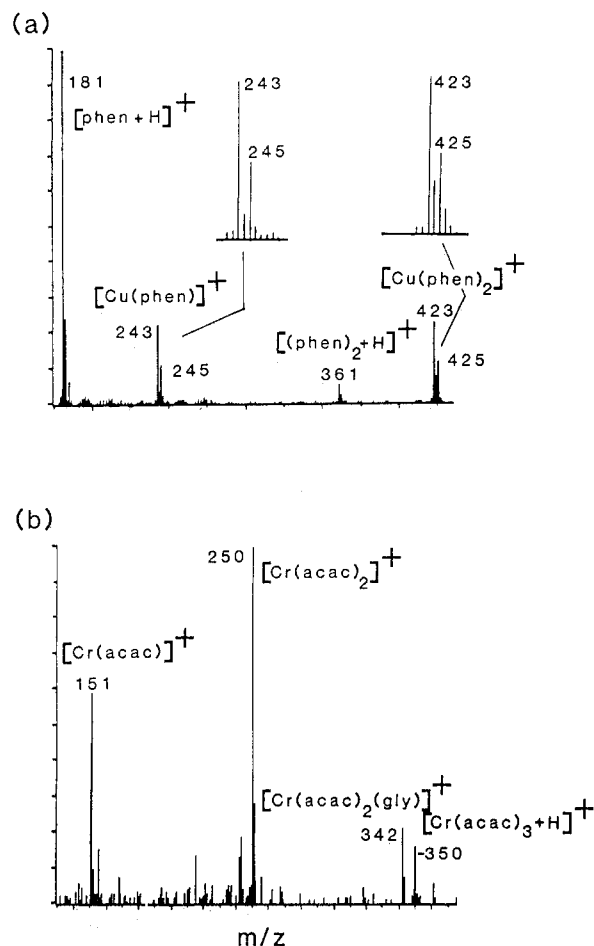 (a)
181
[phen + H]+
243
245
423
425
[Cu(phen)]+
243
245
[(phen)2+H]+
361
[Cu(phen)2]+
423
425
(b)
250
[Cr(acac)2]+
[Cr(acac)]+
151
[Cr(acac)2(gly)]+
342
[Cr(acac)3+H]+
-350
m/z